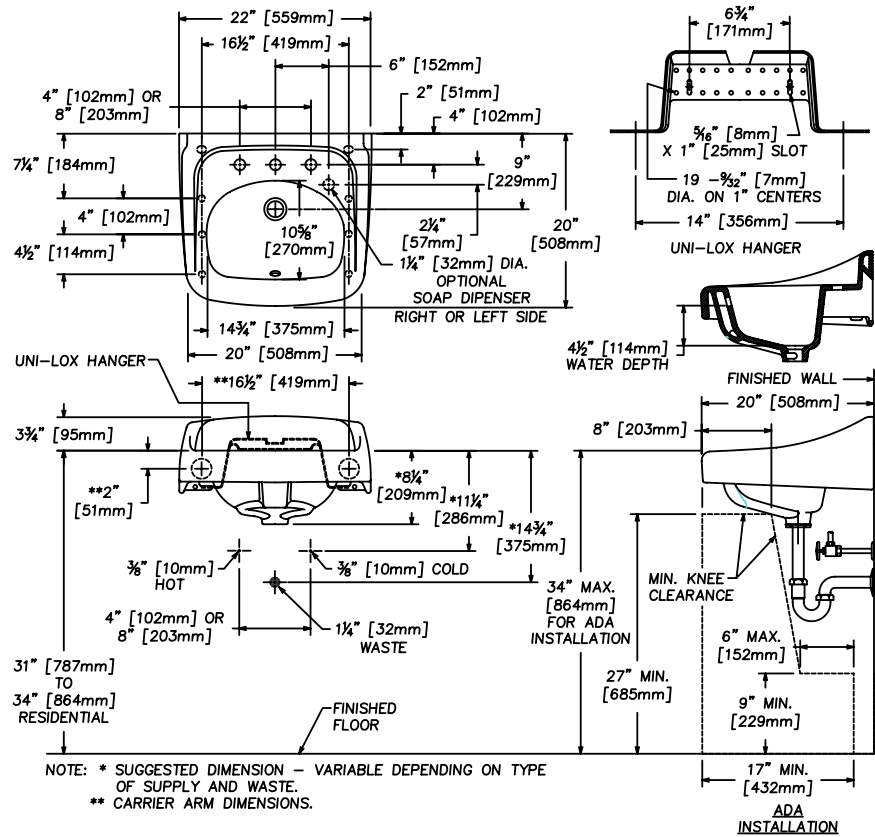 22" [559mm]
16½" [419mm]
6" [152mm]
4" [102mm] OR
8" [203mm]
2" [51mm]
4" [102mm]
7¼" [184mm]
9"
[229mm]
4" [102mm]
10⅝"
[270mm]
20"
[508mm]
4½" [114mm]
2¼"
[57mm]
1¼" [32mm] DIA.
OPTIONAL
SOAP DIPENSER
RIGHT OR LEFT SIDE
14¾" [375mm]
20" [508mm]
6¾"
[171mm]
5⁄16" [8mm]
X 1" [25mm] SLOT
19 -9⁄32" [7mm]
DIA. ON 1" CENTERS
14" [356mm]
UNI-LOX HANGER
4½" [114mm]
WATER DEPTH
UNI-LOX HANGER
**16½" [419mm]
3¾" [95mm]
**2"
[51mm]
*8¼"
[209mm]
*11¼"
[286mm]
*14¾"
[375mm]
⅜" [10mm]
HOT
⅜" [10mm] COLD
4" [102mm] OR
8" [203mm]
1¼" [32mm]
WASTE
31" [787mm]
TO
34" [864mm]
RESIDENTIAL
FINISHED
FLOOR
FINISHED WALL
20" [508mm]
8" [203mm]
MIN. KNEE
CLEARANCE
34" MAX.
[864mm]
FOR ADA
INSTALLATION
6" MAX.
[152mm]
27" MIN.
[685mm]
9" MIN.
[229mm]
17" MIN.
[432mm]
ADA
INSTALLATION
NOTE: * SUGGESTED DIMENSION – VARIABLE DEPENDING ON TYPE
OF SUPPLY AND WASTE.
** CARRIER ARM DIMENSIONS.